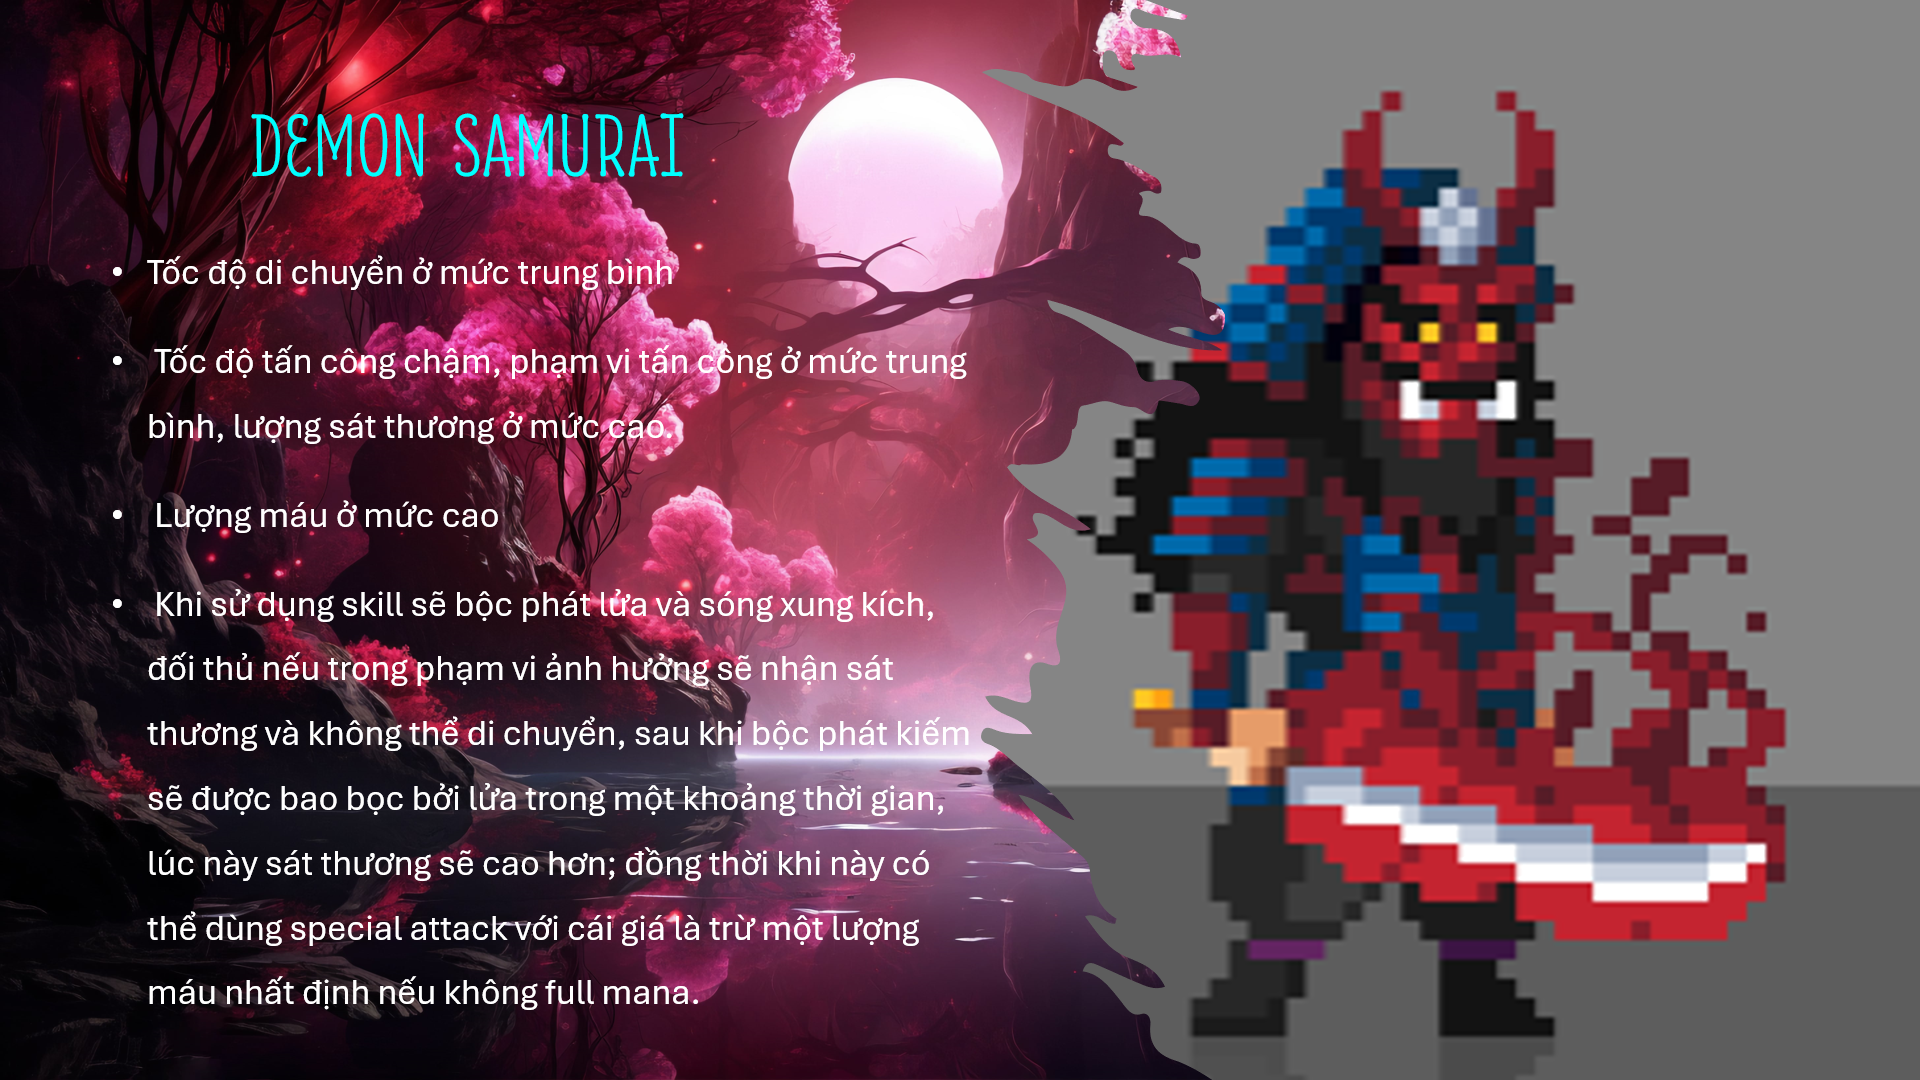 DEMON SAMURAI
• Tốc độ di chuyển ở mức trung bình
• Tốc độ tấn công chậm, phạm vi tấn công ở mức trung
bình, lượng sát thương ở mức cao.
• Lượng máu ở mức cao
• Khi sử dụng skill sẽ bộc phát lửa và sóng xung kích,
đối thủ nếu trong phạm vi ảnh hưởng sẽ nhận sát
thương và không thể di chuyển, sau khi bộc phát kiếm
sẽ được bao bọc bởi lửa trong một khoảng thời gian,
lúc này sát thương sẽ cao hơn; đồng thời khi này có
thể dùng special attack với cái giá là trừ một lượng
máu nhất định nếu không full mana.